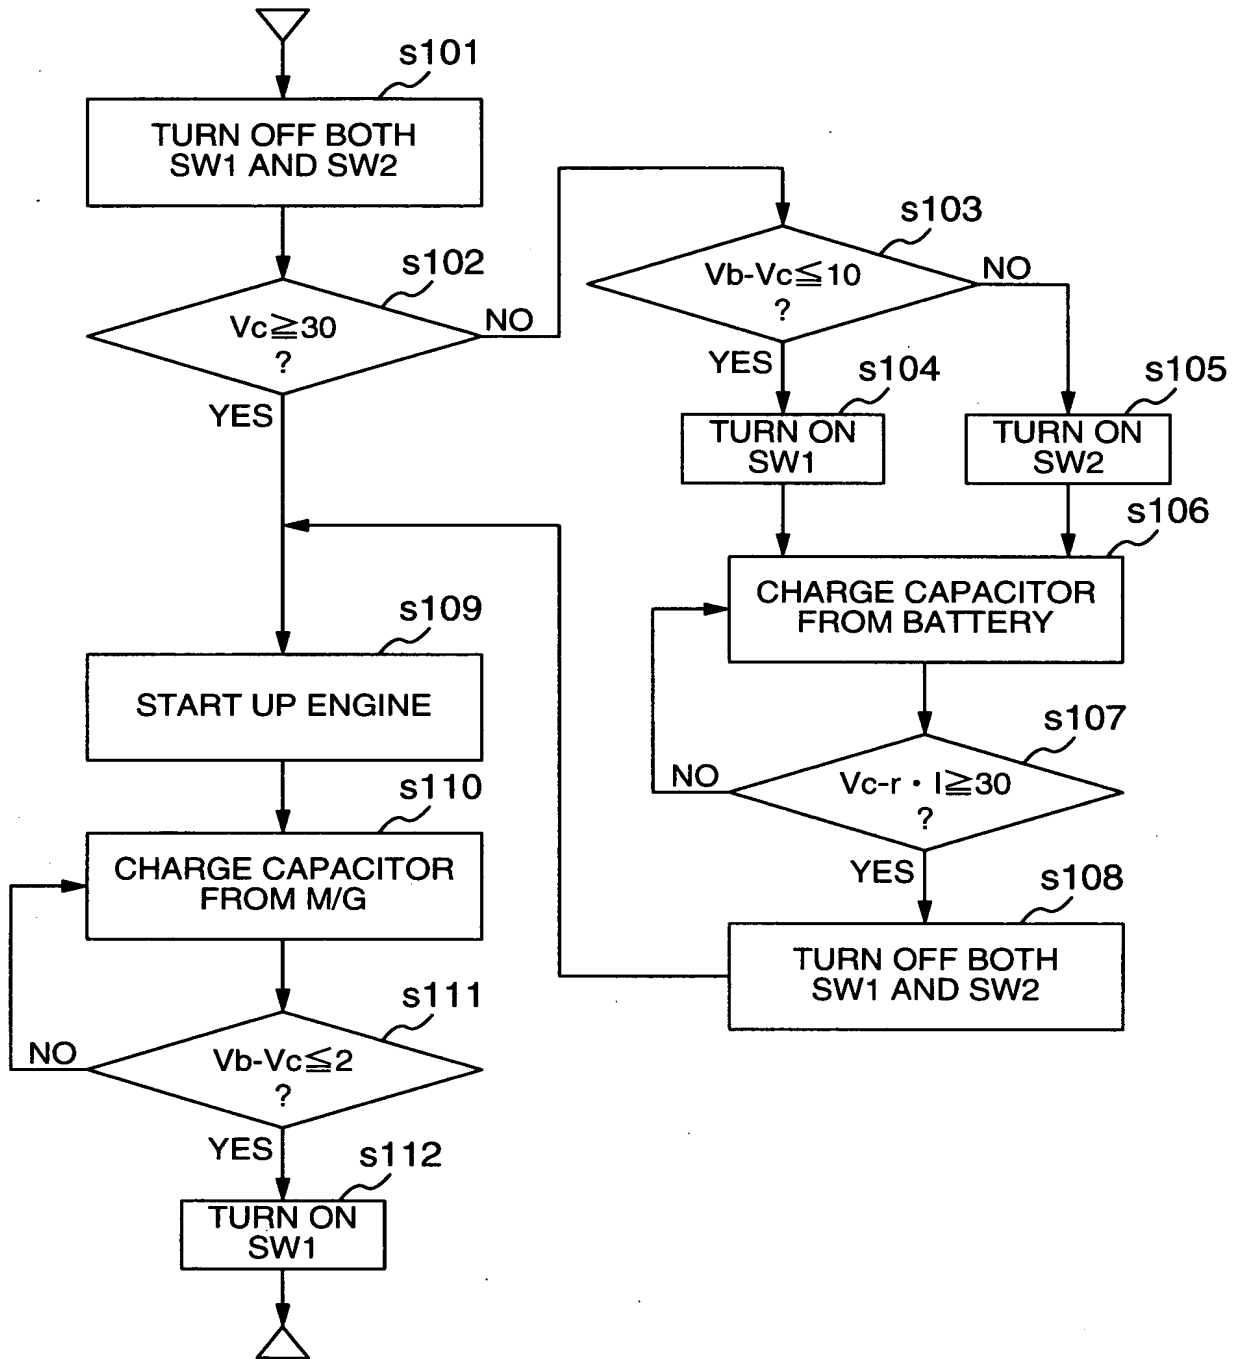 s101
TURN OFF BOTH
SW1 AND SW2
s102
Vc≧30
?
NO
YES
s103
Vb-Vc≦10
?
NO
YES
s104
TURN ON
SW1
s105
TURN ON
SW2
s106
CHARGE CAPACITOR
FROM BATTERY
s107
Vc-r・I≧30
?
NO
YES
s108
TURN OFF BOTH
SW1 AND SW2
s109
START UP ENGINE
s110
CHARGE CAPACITOR
FROM M/G
s111
Vb-Vc≦2
?
NO
YES
s112
TURN ON
SW1